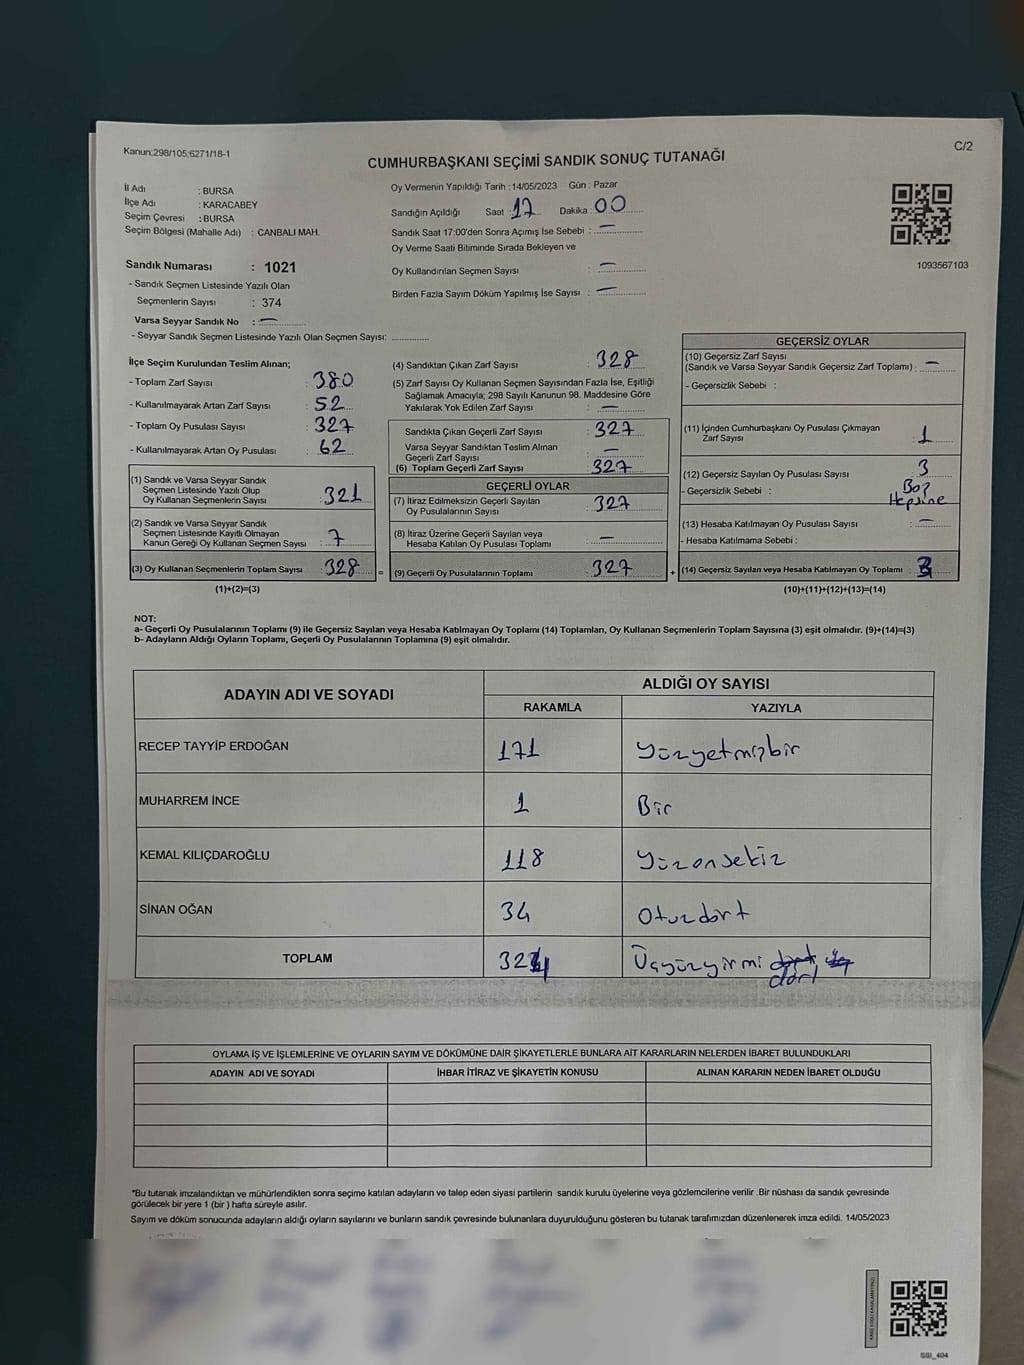 Kanun;298/105;6271/18-1
C/2
CUMHURBAŞKANI SEÇİMİ SANDIK SONUÇ TUTANAĞI
İl Adı : BURSA
İlçe Adı : KARACABEY
Seçim Çevresi : BURSA
Seçim Bölgesi (Mahalle Adı) : CANBALI MAH.
Oy Vermenin Yapıldığı Tarih :14/05/2023 Gün : Pazar
Sandığın Açıldığı Saat : 17 Dakika 00
Sandık Saat 17:00'den Sonra Açımış İse Sebebi : —
Oy Verme Saati Bitiminde Sırada Bekleyen ve
Oy Kullandırılan Seçmen Sayısı : —
Birden Fazla Sayım Döküm Yapılmış İse Sayısı : —
1093567103
Sandık Numarası : 1021
- Sandık Seçmen Listesinde Yazılı Olan
Seçmenlerin Sayısı : 374
Varsa Seyyar Sandık No : —
- Seyyar Sandık Seçmen Listesinde Yazılı Olan Seçmen Sayısı:
İlçe Seçim Kurulundan Teslim Alınan;
- Toplam Zarf Sayısı : 380
- Kullanılmayarak Artan Zarf Sayısı : 52
- Toplam Oy Pusulası Sayısı : 327
- Kullanılmayarak Artan Oy Pusulası : 62
(1) Sandık ve Varsa Seyyar Sandık
Seçmen Listesinde Yazılı Olup
Oy Kullanan Seçmenlerin Sayısı : 321
(2) Sandık ve Varsa Seyyar Sandık
Seçmen Listesinde Kayıtlı Olmayan
Kanun Gereği Oy Kullanan Seçmen Sayısı : 7
(3) Oy Kullanan Seçmenlerin Toplam Sayısı : 328 =
(1)+(2)=(3)
(4) Sandıktan Çıkan Zarf Sayısı : 328
(5) Zarf Sayısı Oy Kullanan Seçmen Sayısından Fazla İse, Eşitliği
Sağlamak Amacıyla; 298 Sayılı Kanunun 98. Maddesine Göre
Yakılarak Yok Edilen Zarf Sayısı : —
Sandıkta Çıkan Geçerli Zarf Sayısı : 327
Varsa Seyyar Sandıktan Teslim Alınan
Geçerli Zarf Sayısı : —
(6) Toplam Geçerli Zarf Sayısı : 327
GEÇERLİ OYLAR
(7) İtiraz Edilmeksizin Geçerli Sayılan
Oy Pusulalarının Sayısı : 327
(8) İtiraz Üzerine Geçerli Sayılan veya
Hesaba Katılan Oy Pusulası Toplamı : —
(9) Geçerli Oy Pusulalarının Toplamı : 327 +
GEÇERSİZ OYLAR
(10) Geçersiz Zarf Sayısı
(Sandık ve Varsa Seyyar Sandık Geçersiz Zarf Toplamı) : —
- Geçersizlik Sebebi :
(11) İçinden Cumhurbaşkanı Oy Pusulası Çıkmayan
Zarf Sayısı : 1
(12) Geçersiz Sayılan Oy Pusulası Sayısı : 3
- Geçersizlik Sebebi : Boş
Hepsine
(13) Hesaba Katılmayan Oy Pusulası Sayısı : —
- Hesaba Katılmama Sebebi :
(14) Geçersiz Sayılan veya Hesaba Katılmayan Oy Toplamı : 3
(10)+(11)+(12)+(13)=(14)
NOT:
a- Geçerli Oy Pusulalarının Toplamı (9) ile Geçersiz Sayılan veya Hesaba Katılmayan Oy Toplamı (14) Toplamları, Oy Kullanan Seçmenlerin Toplam Sayısına (3) eşit olmalıdır. (9)+(14)=(3)
b- Adayların Aldığı Oyların Toplamı, Geçerli Oy Pusulalarının Toplamına (9) eşit olmalıdır.
ADAYIN ADI VE SOYADI
ALDIĞI OY SAYISI
RAKAMLA YAZIYLA
RECEP TAYYİP ERDOĞAN 171 Yüzyetmişbir
MUHARREM İNCE 1 Bir
KEMAL KILIÇDAROĞLU 118 Yüzonsekiz
SİNAN OĞAN 34 Otuzdört
TOPLAM 324 Üçyüzyirmi dört
OYLAMA İŞ VE İŞLEMLERİNE VE OYLARIN SAYIM VE DÖKÜMÜNE DAİR ŞİKAYETLERLE BUNLARA AİT KARARLARIN NELERDEN İBARET BULUNDUKLARI
ADAYIN ADI VE SOYADI İHBAR İTİRAZ VE ŞİKAYETİN KONUSU ALINAN KARARIN NEDEN İBARET OLDUĞU
*Bu tutanak imzalandıktan ve mühürlendikten sonra seçime katılan adayların ve talep eden siyasi partilerin sandık kurulu üyelerine veya gözlemcilerine verilir .Bir nüshası da sandık çevresinde
görülecek bir yere 1 (bir ) hafta süreyle asılır.
Sayım ve döküm sonucunda adayların aldığı oyların sayılarını ve bunların sandık çevresinde bulunanlara duyurulduğunu gösteren bu tutanak tarafımızdan düzenlenerek imza edildi. 14/05/2023
SSI_404